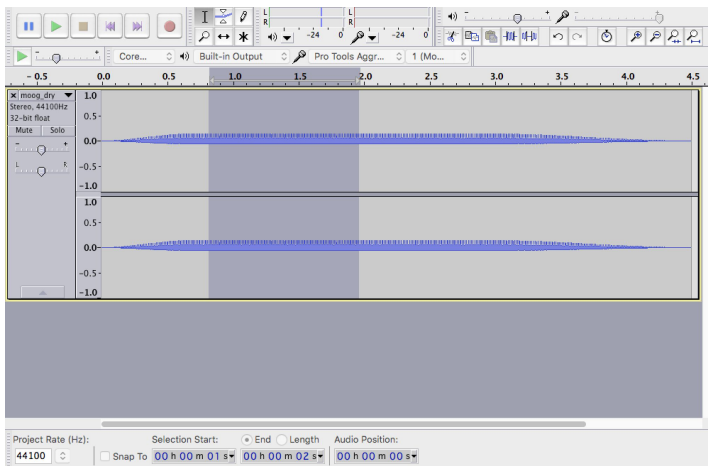 L
R
L
R
-24 0
-24 0
Core... Built-in Output Pro Tools Aggr... 1 (Mo...
- 0.5 0.0 0.5 1.0 1.5 2.0 2.5 3.0 3.5 4.0 4.5
× moog_dry ▼
Stereo, 44100Hz
32-bit float
Mute Solo
- +
L R
1.0
0.5-
0.0-
-0.5-
-1.0
1.0
0.5-
0.0-
-0.5-
-1.0
Project Rate (Hz): Selection Start: End Length Audio Position:
44100 Snap To 00 h 00 m 01 s 00 h 00 m 02 s 00 h 00 m 00 s